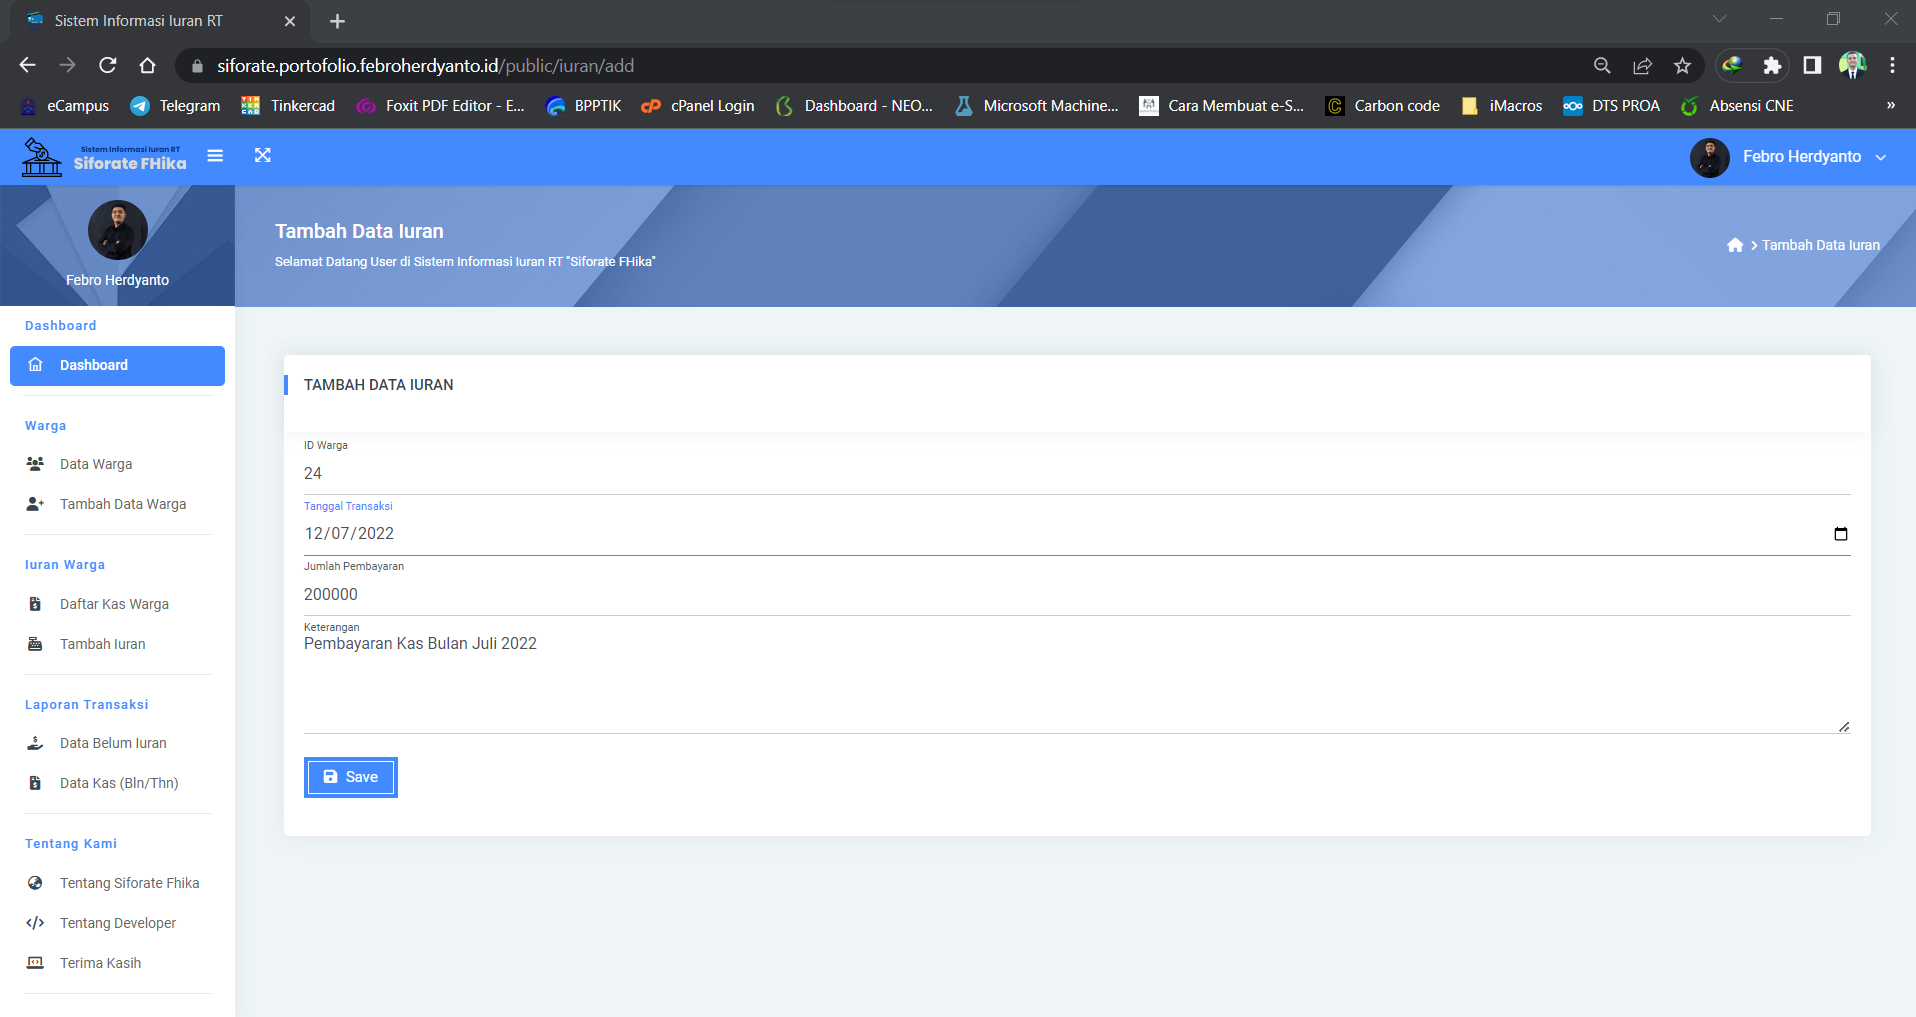 Sistem Informasi Iuran RT
siforate.portofolio.febroherdyanto.id/public/iuran/add
eCampus
Telegram
Tinkercad
Foxit PDF Editor - E...
BPPTIK
cPanel Login
Dashboard - NEO...
Microsoft Machine...
Cara Membuat e-S...
Carbon code
iMacros
DTS PROA
Absensi CNE
»
Sistem Informasi Iuran RT
Siforate FHika
Febro Herdyanto
Febro Herdyanto
Tambah Data Iuran
Selamat Datang User di Sistem Informasi Iuran RT "Siforate FHika"
Tambah Data Iuran
Dashboard
Dashboard
Warga
Data Warga
Tambah Data Warga
Iuran Warga
Daftar Kas Warga
Tambah Iuran
Laporan Transaksi
Data Belum Iuran
Data Kas (Bln/Thn)
Tentang Kami
Tentang Siforate Fhika
Tentang Developer
Terima Kasih
TAMBAH DATA IURAN
ID Warga
24
Tanggal Transaksi
12/07/2022
Jumlah Pembayaran
200000
Keterangan
Pembayaran Kas Bulan Juli 2022
Save